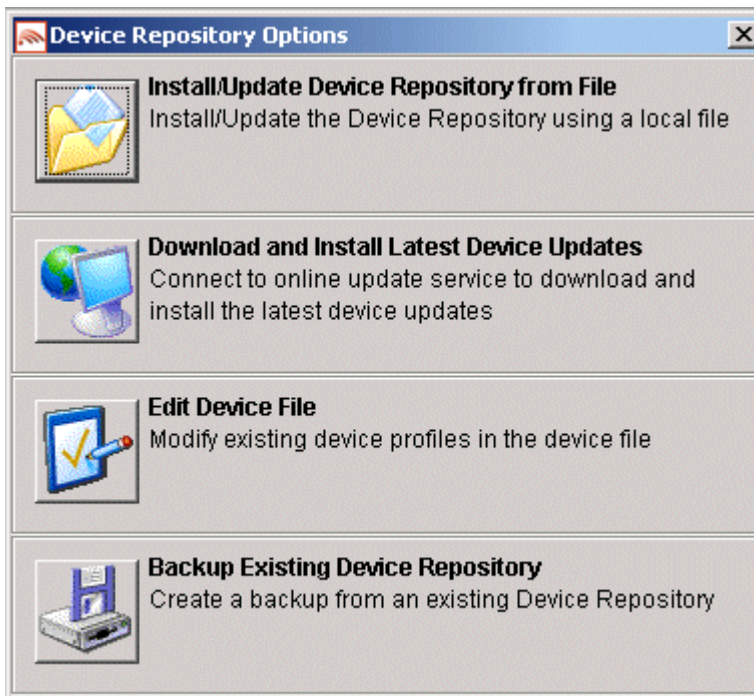 Device Repository Options
Install/Update Device Repository from File
Install/Update the Device Repository using a local file
Download and Install Latest Device Updates
Connect to online update service to download and
install the latest device updates
Edit Device File
Modify existing device profiles in the device file
Backup Existing Device Repository
Create a backup from an existing Device Repository